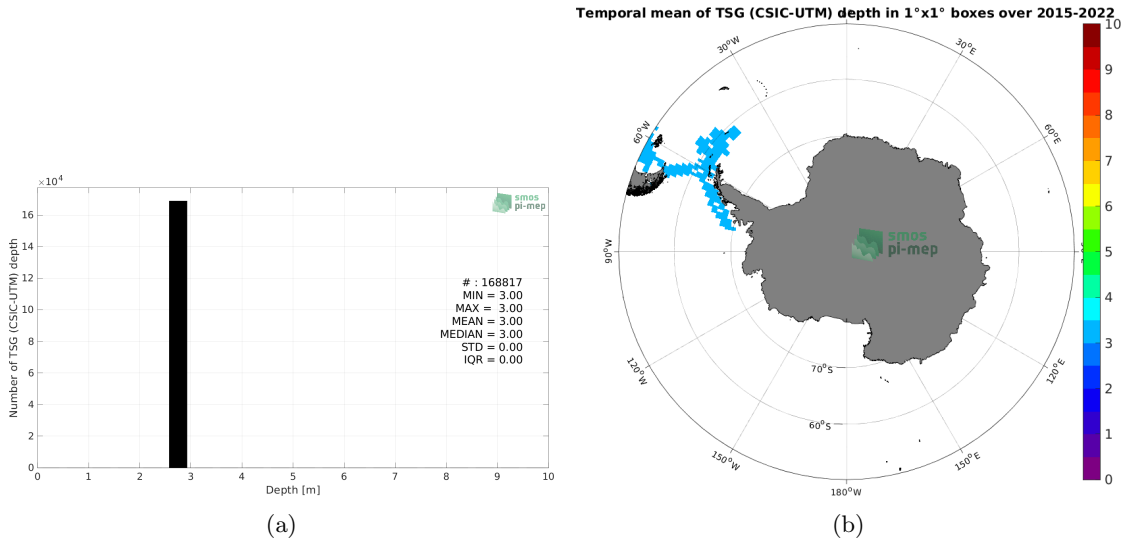 Temporal mean of TSG (CSIC-UTM) depth in 1°x1° boxes over 2015-2022
×10⁴
16
14
12
10
8
6
4
2
0
Number of TSG (CSIC-UTM) depth
smos
pi-mep
# : 168817
MIN = 3.00
MAX = 3.00
MEAN = 3.00
MEDIAN = 3.00
STD = 0.00
IQR = 0.00
0 1 2 3 4 5 6 7 8 9 10
Depth [m]
(a)
30°W
30°E
60°W
60°E
90°W
120°W
120°E
150°W
150°E
180°W
70°S
60°S
smos
pi-mep
10
9
8
7
6
5
4
3
2
1
0
(b)